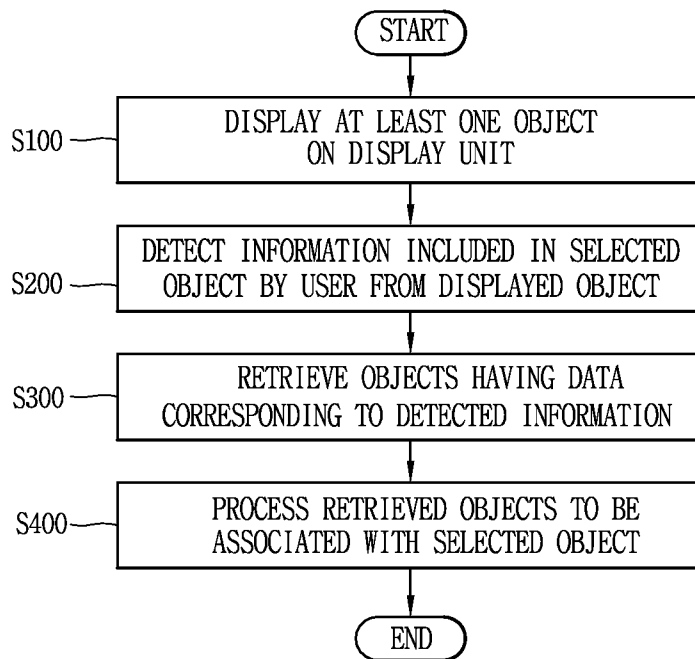 START
S100
DISPLAY AT LEAST ONE OBJECT
ON DISPLAY UNIT
S200
DETECT INFORMATION INCLUDED IN SELECTED
OBJECT BY USER FROM DISPLAYED OBJECT
S300
RETRIEVE OBJECTS HAVING DATA
CORRESPONDING TO DETECTED INFORMATION
S400
PROCESS RETRIEVED OBJECTS TO BE
ASSOCIATED WITH SELECTED OBJECT
END